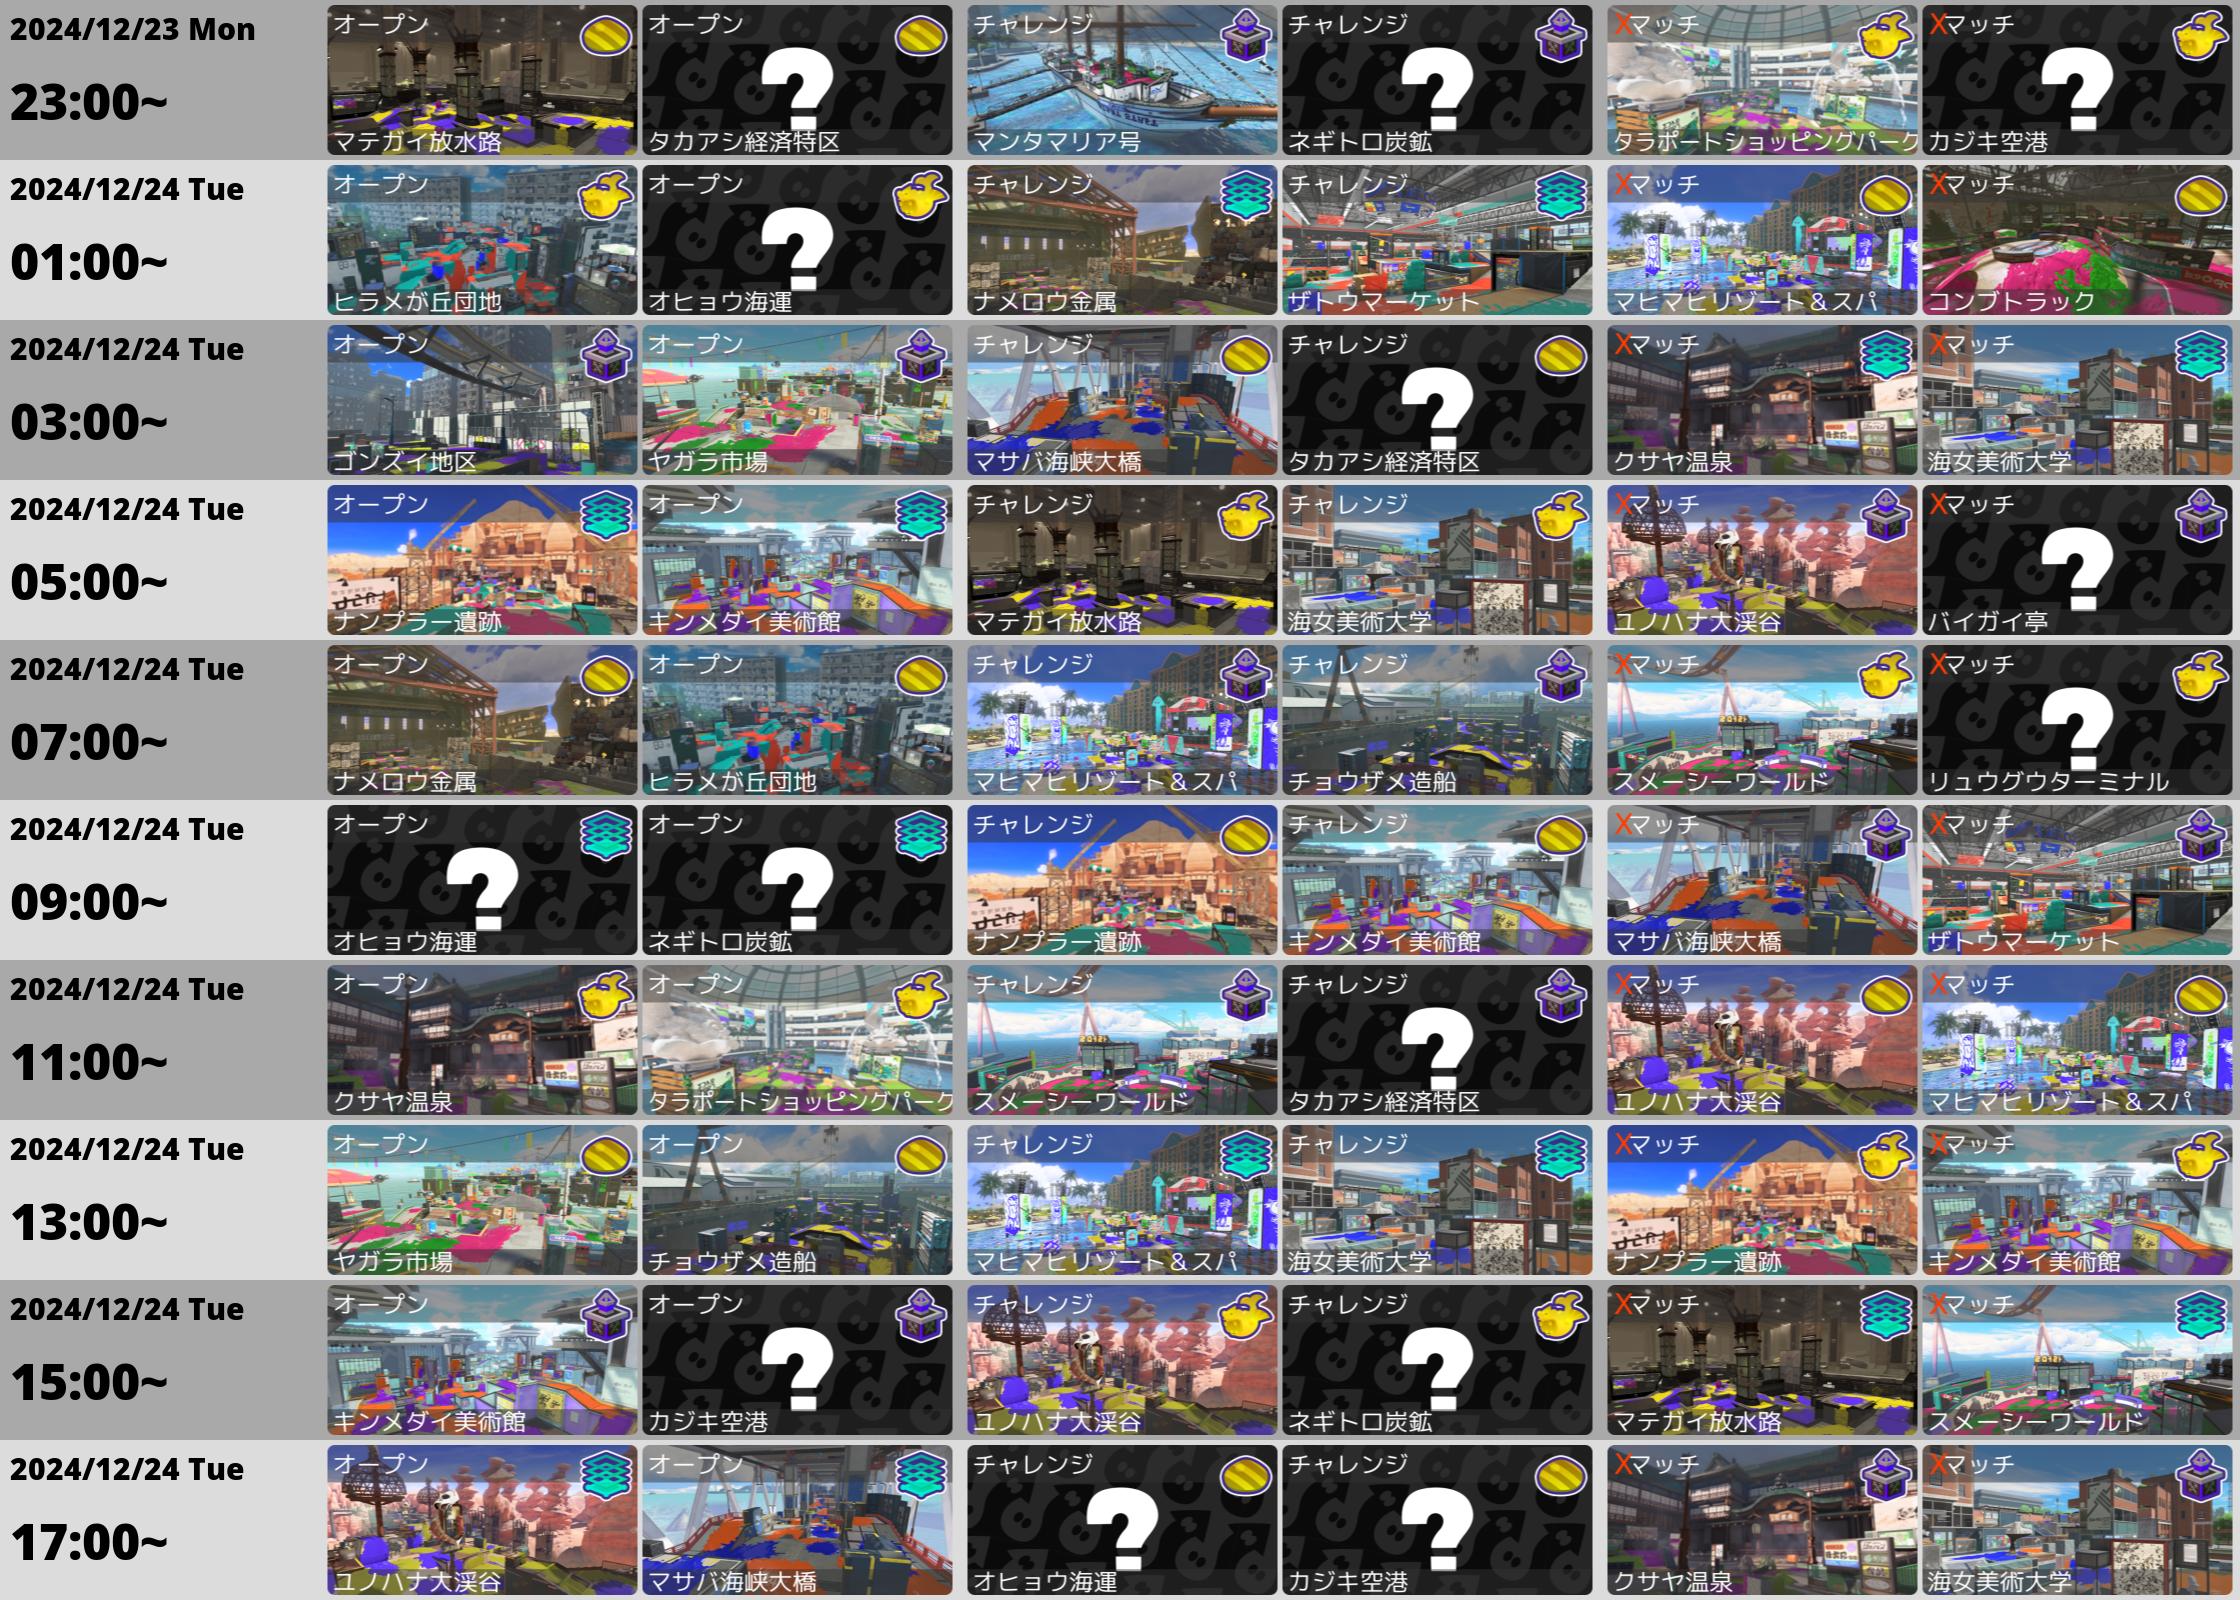 2024/12/23 Mon
23:00~
オープン
マテガイ放水路
オープン
タカアシ経済特区
チャレンジ
マンタマリア号
チャレンジ
ネギトロ炭鉱
Xマッチ
タラポートショッピングパーク
Xマッチ
カジキ空港
2024/12/24 Tue
01:00~
オープン
ヒラメが丘団地
オープン
オヒョウ海運
チャレンジ
ナメロウ金属
チャレンジ
ザトウマーケット
Xマッチ
マヒマヒリゾート＆スパ
Xマッチ
コンブトラック
2024/12/24 Tue
03:00~
オープン
ゴンズイ地区
オープン
ヤガラ市場
チャレンジ
マサバ海峡大橋
チャレンジ
タカアシ経済特区
Xマッチ
クサヤ温泉
Xマッチ
海女美術大学
2024/12/24 Tue
05:00~
オープン
ナンプラー遺跡
オープン
キンメダイ美術館
チャレンジ
マテガイ放水路
チャレンジ
海女美術大学
Xマッチ
ユノハナ大渓谷
Xマッチ
バイガイ亭
2024/12/24 Tue
07:00~
オープン
ナメロウ金属
オープン
ヒラメが丘団地
チャレンジ
マヒマヒリゾート＆スパ
チャレンジ
チョウザメ造船
Xマッチ
スメーシーワールド
Xマッチ
リュウグウターミナル
2024/12/24 Tue
09:00~
オープン
オヒョウ海運
オープン
ネギトロ炭鉱
チャレンジ
ナンプラー遺跡
チャレンジ
キンメダイ美術館
Xマッチ
マサバ海峡大橋
Xマッチ
ザトウマーケット
2024/12/24 Tue
11:00~
オープン
クサヤ温泉
オープン
タラポートショッピングパーク
チャレンジ
スメーシーワールド
チャレンジ
タカアシ経済特区
Xマッチ
ユノハナ大渓谷
Xマッチ
マヒマヒリゾート＆スパ
2024/12/24 Tue
13:00~
オープン
ヤガラ市場
オープン
チョウザメ造船
チャレンジ
マヒマヒリゾート＆スパ
チャレンジ
海女美術大学
Xマッチ
ナンプラー遺跡
Xマッチ
キンメダイ美術館
2024/12/24 Tue
15:00~
オープン
キンメダイ美術館
オープン
カジキ空港
チャレンジ
ユノハナ大渓谷
チャレンジ
ネギトロ炭鉱
Xマッチ
マテガイ放水路
Xマッチ
スメーシーワールド
2024/12/24 Tue
17:00~
オープン
ユノハナ大渓谷
オープン
マサバ海峡大橋
チャレンジ
オヒョウ海運
チャレンジ
カジキ空港
Xマッチ
クサヤ温泉
Xマッチ
海女美術大学